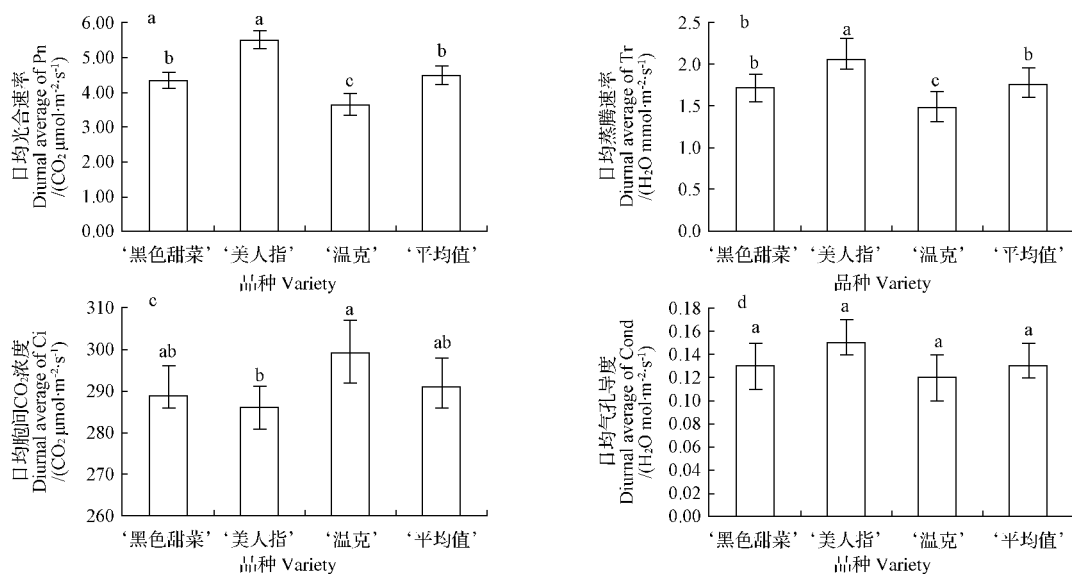 a
日均光合速率
Diurnal average of Pn
/(CO₂ μmol·m⁻²·s⁻¹)
6.00
5.00
4.00
3.00
2.00
1.00
0.00
b
a
c
b
‘黑色甜菜’ ‘美人指’ ‘温克’ ‘平均值’
品种 Variety
b
日均蒸腾速率
Diurnal average of Tr
/(H₂O mmol·m⁻²·s⁻¹)
2.5
2.0
1.5
1.0
0.5
0.0
b
a
c
b
‘黑色甜菜’ ‘美人指’ ‘温克’ ‘平均值’
品种 Variety
c
日均胞间CO₂浓度
Diurnal average of Ci
/(CO₂ μmol·m⁻²·s⁻¹)
310
300
290
280
270
260
ab
b
a
ab
‘黑色甜菜’ ‘美人指’ ‘温克’ ‘平均值’
品种 Variety
d
日均气孔导度
Diurnal average of Cond
/(H₂O mol·m⁻²·s⁻¹)
0.18
0.16
0.14
0.12
0.10
0.08
0.06
0.04
0.02
0.00
a
a
a
a
‘黑色甜菜’ ‘美人指’ ‘温克’ ‘平均值’
品种 Variety